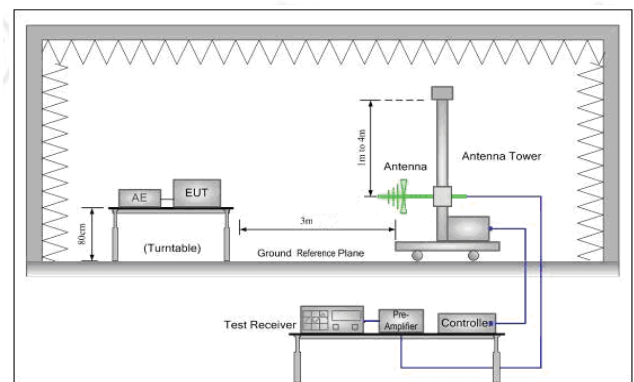 1m to 4m
Antenna
Antenna Tower
AE
EUT
80cm
(Turntable)
3m
Ground Reference Plane
Test Receiver
Pre-
Amplifier
Controller